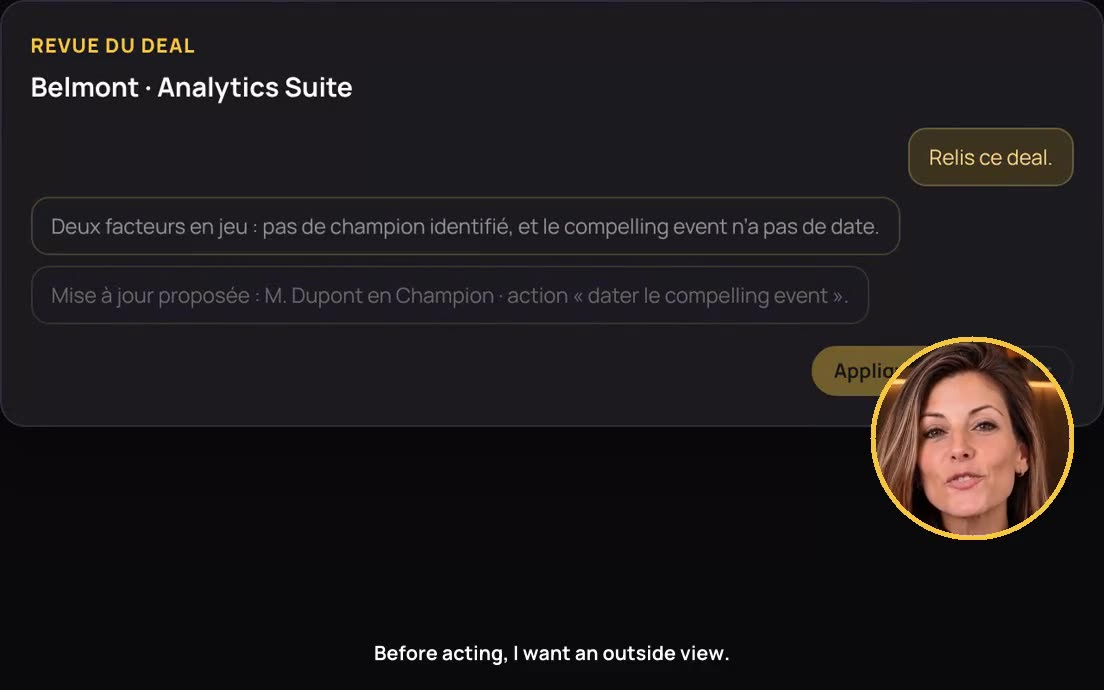 REVUE DU DEAL
Belmont · Analytics Suite
Relis ce deal.
Deux facteurs en jeu : pas de champion identifié, et le compelling event n'a pas de date.
Mise à jour proposée : M. Dupont en Champion · action « dater le compelling event ».
Before acting, I want an outside view.